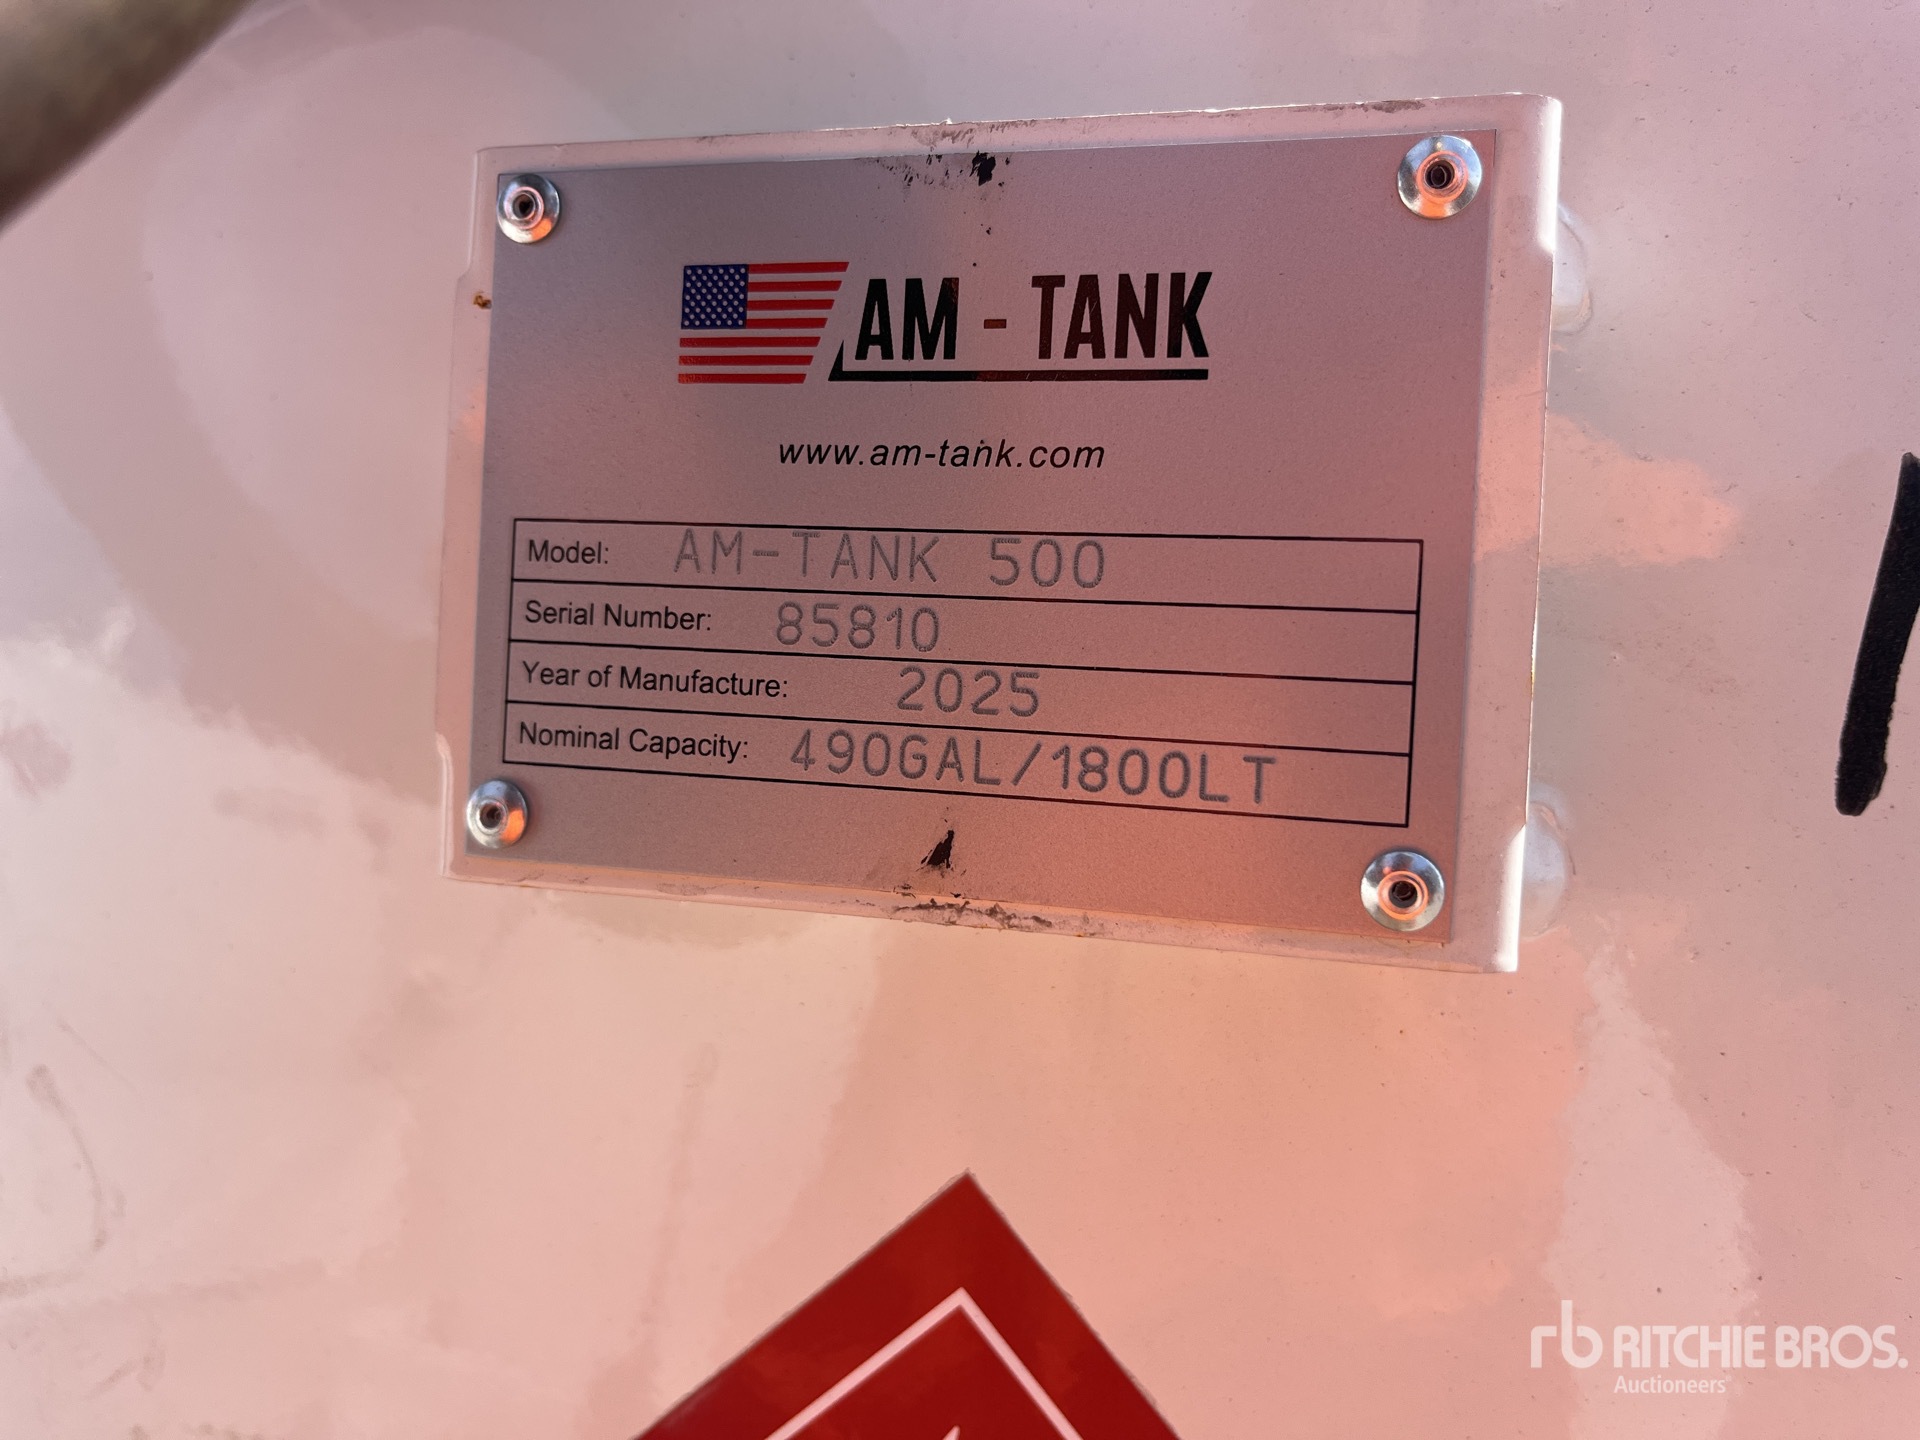 AM - TANK
www.am-tank.com
Model: AM-TANK 500
Serial Number: 85810
Year of Manufacture: 2025
Nominal Capacity: 490GAL/1800LT
rb RITCHIE BROS.
Auctioneers